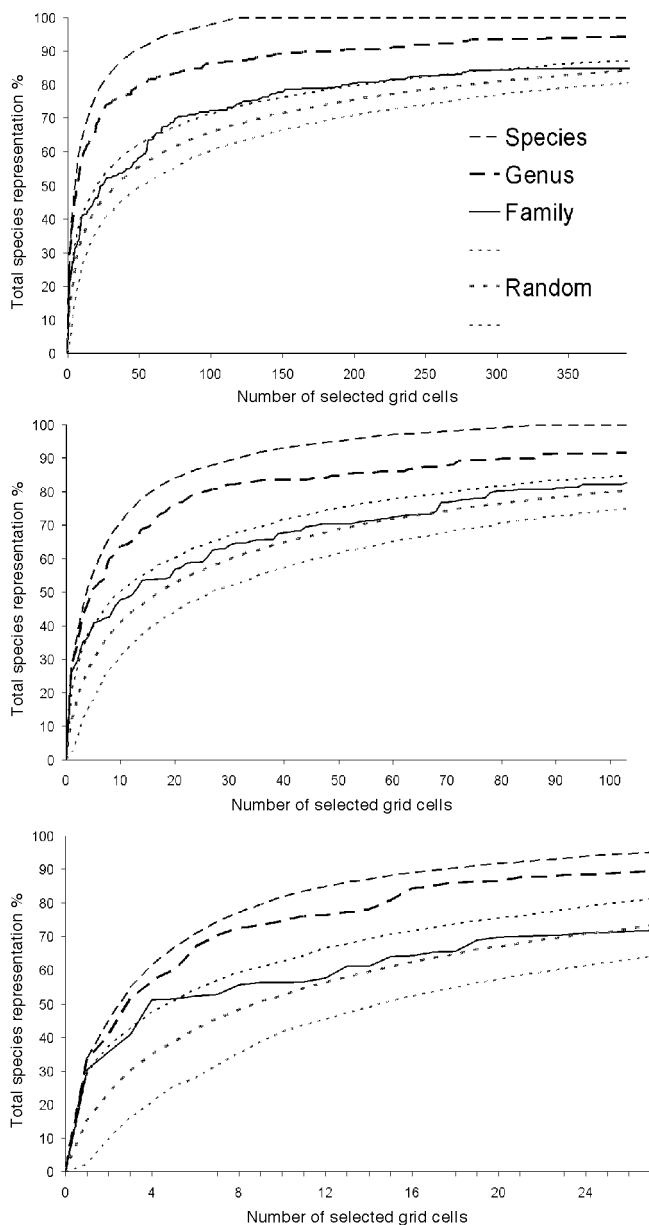 100
90
80
70
60
50
40
30
20
10
0
Total species representation %
Species
Genus
Family
Random
0 50 100 150 200 250 300 350
Number of selected grid cells
100
90
80
70
60
50
40
30
20
10
0
Total species representation %
0 10 20 30 40 50 60 70 80 90 100
Number of selected grid cells
100
90
80
70
60
50
40
30
20
10
0
Total species representation %
0 4 8 12 16 20 24
Number of selected grid cells